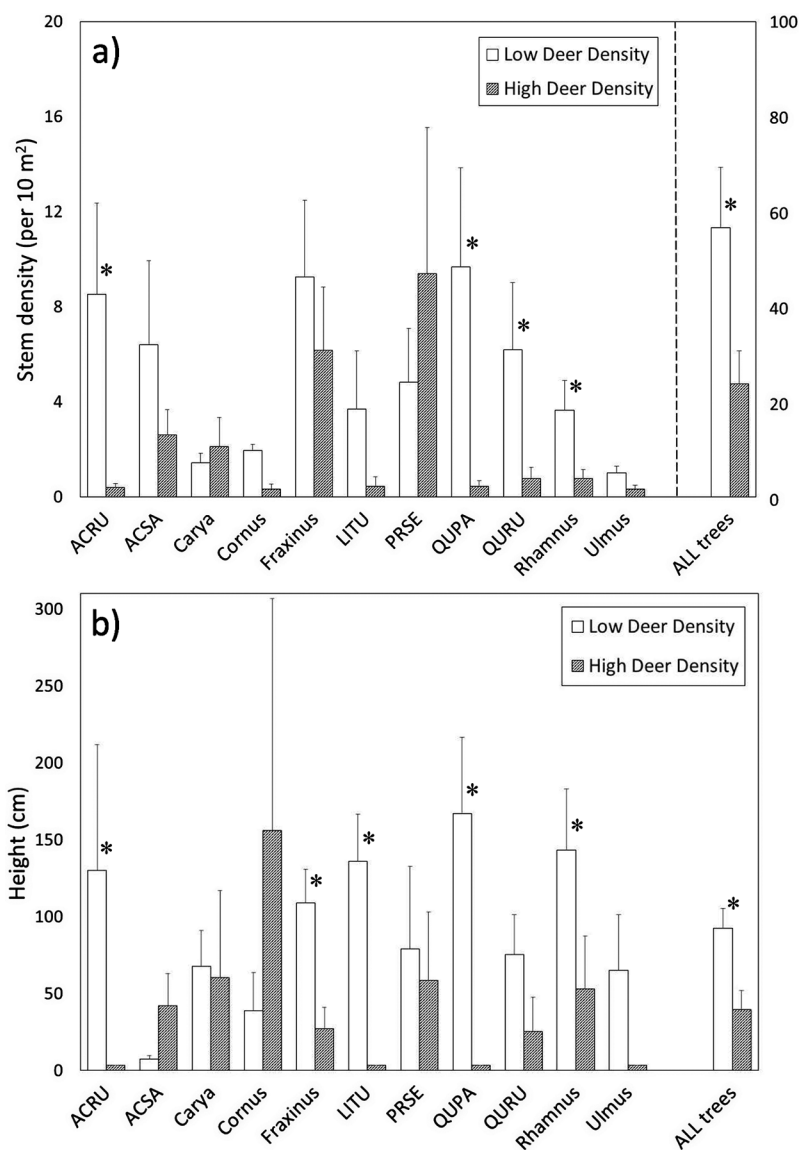 a)
Low Deer Density
High Deer Density
Stem density (per 10 m²)
20
16
12
8
4
0
100
80
60
40
20
0
*
*
*
*
*
ACRU
ACSA
Carya
Cornus
Fraxinus
LITU
PRSE
QUPA
QURU
Rhamnus
Ulmus
ALL trees
b)
Low Deer Density
High Deer Density
Height (cm)
300
250
200
150
100
50
0
*
*
*
*
*
*
ACRU
ACSA
Carya
Cornus
Fraxinus
LITU
PRSE
QUPA
QURU
Rhamnus
Ulmus
ALL trees